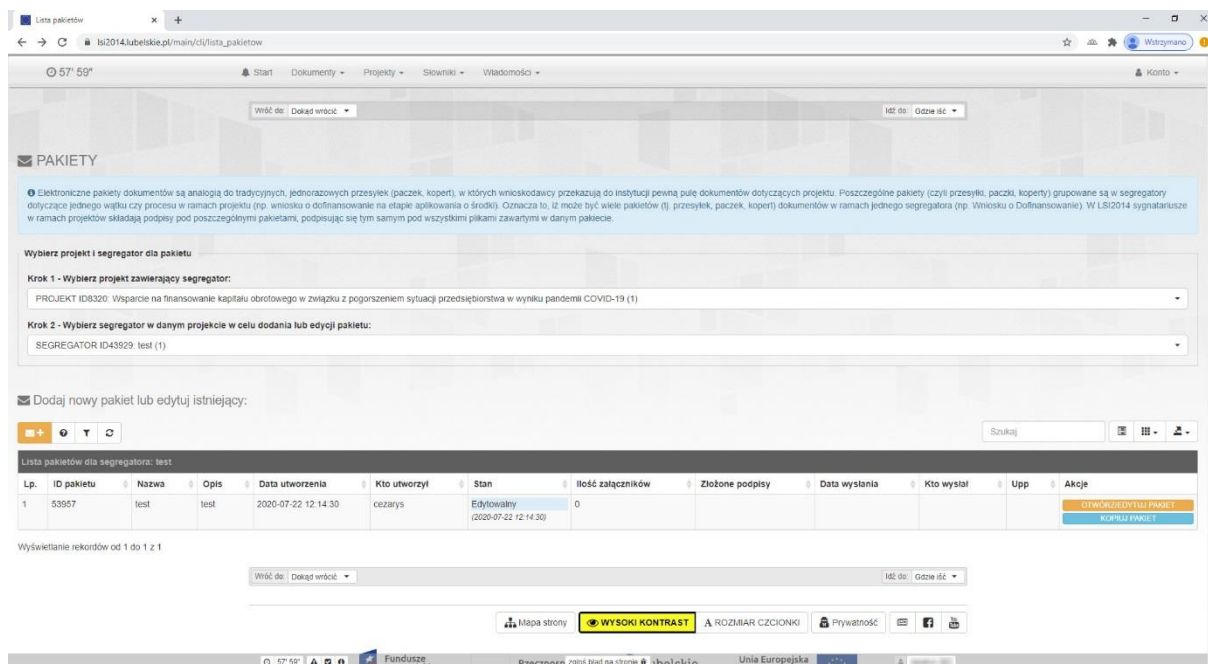 Lista pakietów
lsi2014.lubelskie.pl/main/cli/lista_pakietow
Wstrzymano
57' 59"
Start Dokumenty Projekty Słowniki Wiadomości Konto
Wróć do: Dokąd wrócić Idź do: Gdzie iść
PAKIETY
Elektroniczne pakiety dokumentów są analogią do tradycyjnych, jednorazowych przesyłek (paczek, kopert), w których wnioskodawcy przekazują do instytucji pewną pulę dokumentów dotyczących projektu. Poszczególne pakiety (czyli przesyłki, paczki, koperty) grupowane są w segregatory
dotyczące jednego wątku czy procesu w ramach projektu (np. wniosku o dofinansowanie na etapie aplikowania o środki). Oznacza to, iż może być wiele pakietów (tj. przesyłek, paczek, kopert) dokumentów w ramach jednego segregatora (np. Wniosku o Dofinansowanie). W LSI2014 sygnatariusze
w ramach projektów składają podpisy pod poszczególnymi pakietami, podpisując się tym samym pod wszystkimi plikami zawartymi w danym pakiecie.
Wybierz projekt i segregator dla pakietu
Krok 1 - Wybierz projekt zawierający segregator:
PROJEKT ID8320: Wsparcie na finansowanie kapitału obrotowego w związku z pogorszeniem sytuacji przedsiębiorstwa w wyniku pandemii COVID-19 (1)
Krok 2 - Wybierz segregator w danym projekcie w celu dodania lub edycji pakietu:
SEGREGATOR ID43929: test (1)
Dodaj nowy pakiet lub edytuj istniejący:
Szukaj
Lista pakietów dla segregatora: test
Lp. ID pakietu Nazwa Opis Data utworzenia Kto utworzył Stan Ilość załączników Złożone podpisy Data wysłania Kto wysłał Upp Akcje
1 53957 test test 2020-07-22 12:14:30 cezarys Edytowalny 0 OTWÓRZ/EDYTUJ PAKIET
(2020-07-22 12:14:30) KOPIUJ PAKIET
Wyświetlanie rekordów od 1 do 1 z 1
Wróć do: Dokąd wrócić Idź do: Gdzie iść
Mapa strony WYSOKI KONTRAST A ROZMIAR CZCIONKI Prywatność You Tube
57' 59" A Fundusze zgłoś błąd na stronie Unia Europejska